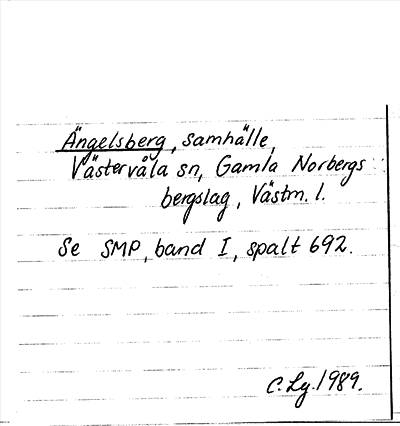 Ängelsberg, samhälle,
Västervåla sn, Gamla Norbergs
bergslag, Västm. l.
Se SMP, band I, spalt 692.
C. Lg. 1989.